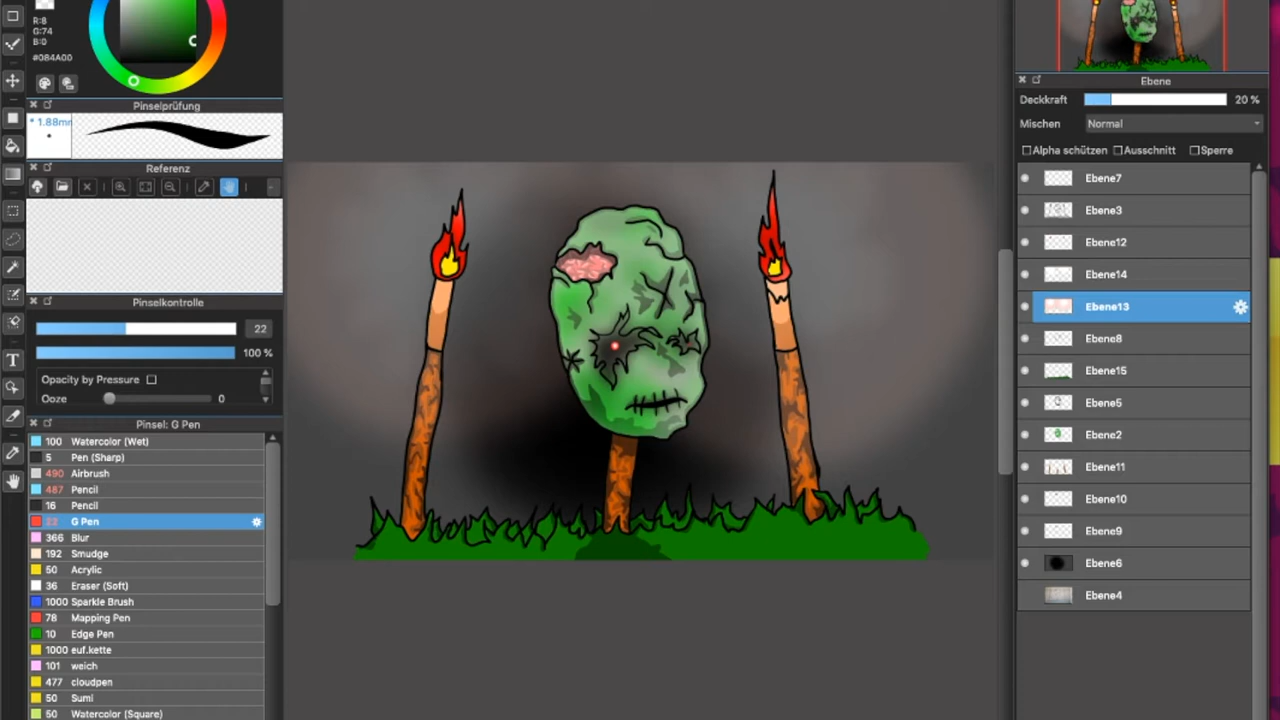 R:8
G:74
B:0
#084A00
Pinselprüfung
* 1.88mm
Referenz
Pinselkontrolle
22
100 %
Opacity by Pressure
Ooze 0
Pinsel: G Pen
100 Watercolor (Wet)
5 Pen (Sharp)
490 Airbrush
487 Pencil
16 Pencil
22 G Pen
366 Blur
192 Smudge
50 Acrylic
36 Eraser (Soft)
1000 Sparkle Brush
78 Mapping Pen
10 Edge Pen
1000 euf.kette
101 weich
477 cloudpen
50 Sumi
50 Watercolor (Square)
Ebene
Deckkraft 20 %
Mischen Normal
Alpha schützen Ausschnitt Sperre
Ebene7
Ebene3
Ebene12
Ebene14
Ebene13
Ebene8
Ebene15
Ebene5
Ebene2
Ebene11
Ebene10
Ebene9
Ebene6
Ebene4